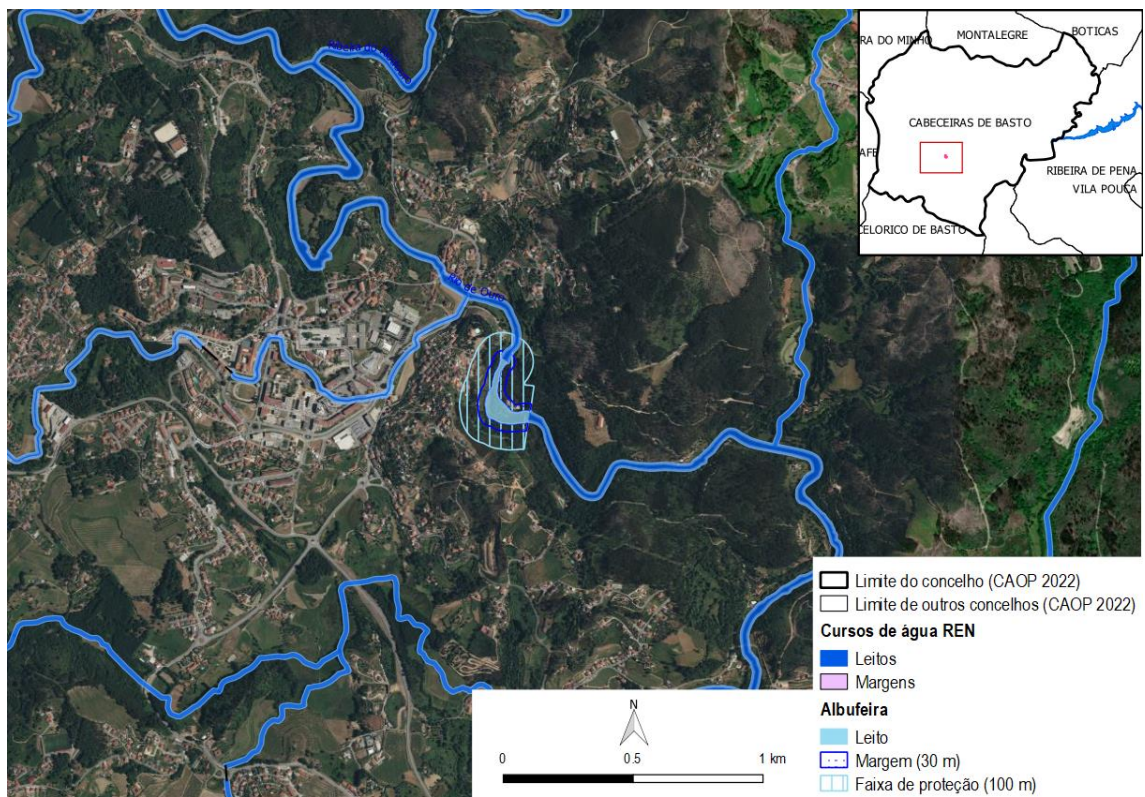 BOTICAS
RA DO MINHO
MONTALEGRE
CABECEIRAS DE BASTO
AFE
RIBEIRA DE PENA
VILA POUCA
CELORICO DE BASTO
Rio de Ouro
N
0 0.5 1 km
Limite do concelho (CAOP 2022)
Limite de outros concelhos (CAOP 2022)
Cursos de água REN
Leitos
Margens
Albufeira
Leito
Margem (30 m)
Faixa de proteção (100 m)